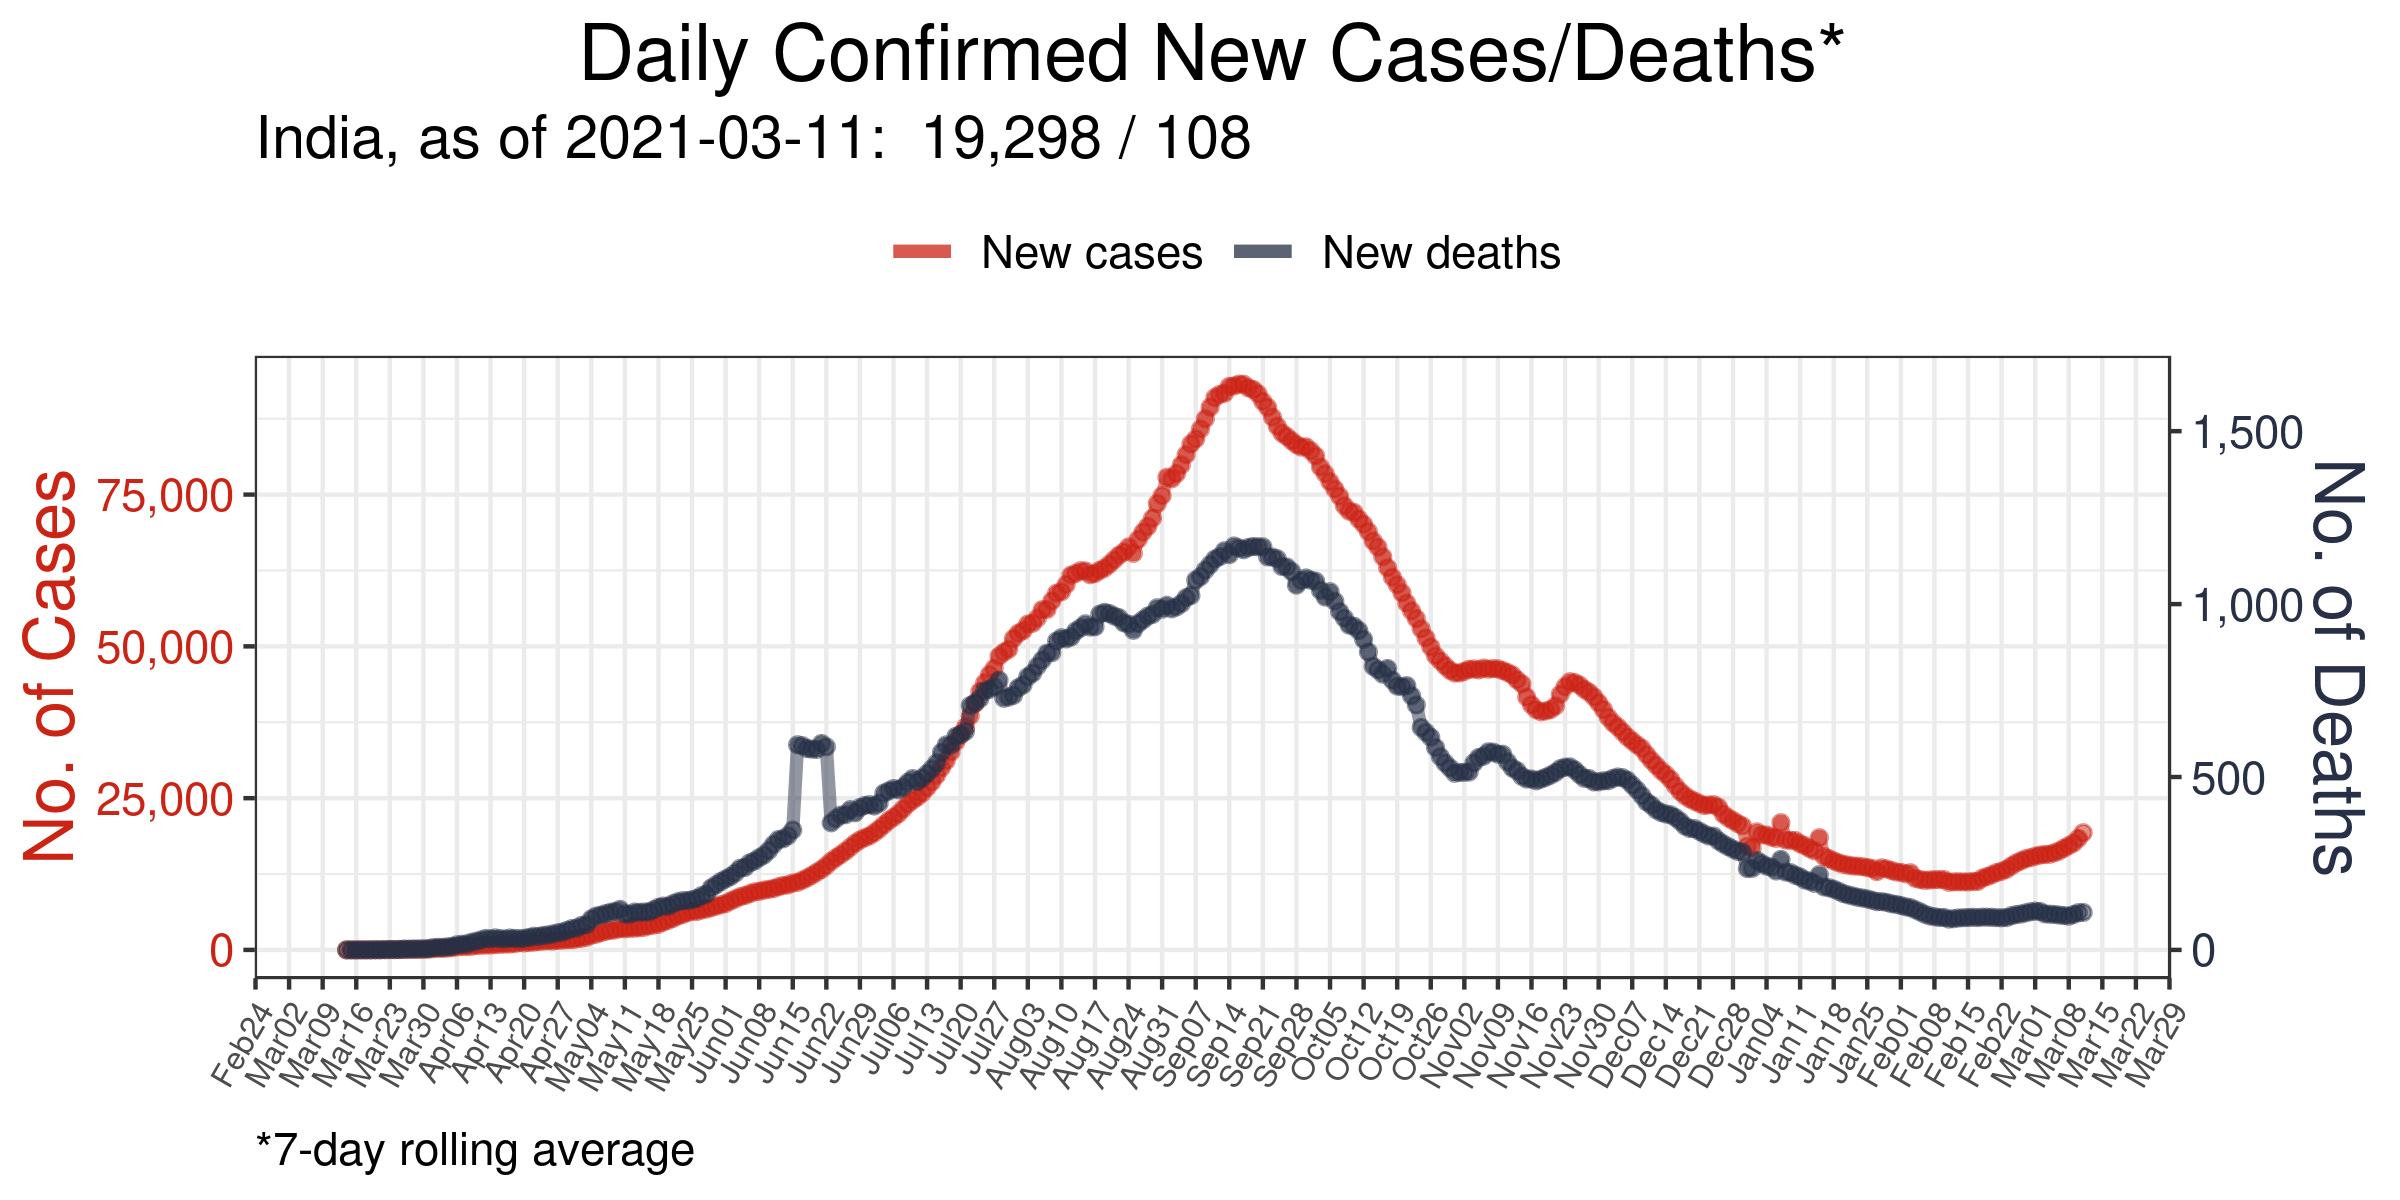 Daily Confirmed New Cases/Deaths*
India, as of 2021-03-11:  19,298 / 108
New cases
New deaths
No. of Cases
75,000
50,000
25,000
0
1,500
1,000
500
0
No. of Deaths
Feb24
Mar02
Mar09
Mar16
Mar23
Mar30
Apr06
Apr13
Apr20
Apr27
May04
May11
May18
May25
Jun01
Jun08
Jun15
Jun22
Jun29
Jul06
Jul13
Jul20
Jul27
Aug03
Aug10
Aug17
Aug24
Aug31
Sep07
Sep14
Sep21
Sep28
Oct05
Oct12
Oct19
Oct26
Nov02
Nov09
Nov16
Nov23
Nov30
Dec07
Dec14
Dec21
Dec28
Jan04
Jan11
Jan18
Jan25
Feb01
Feb08
Feb15
Feb22
Mar01
Mar08
Mar15
Mar22
Mar29
*7-day rolling average